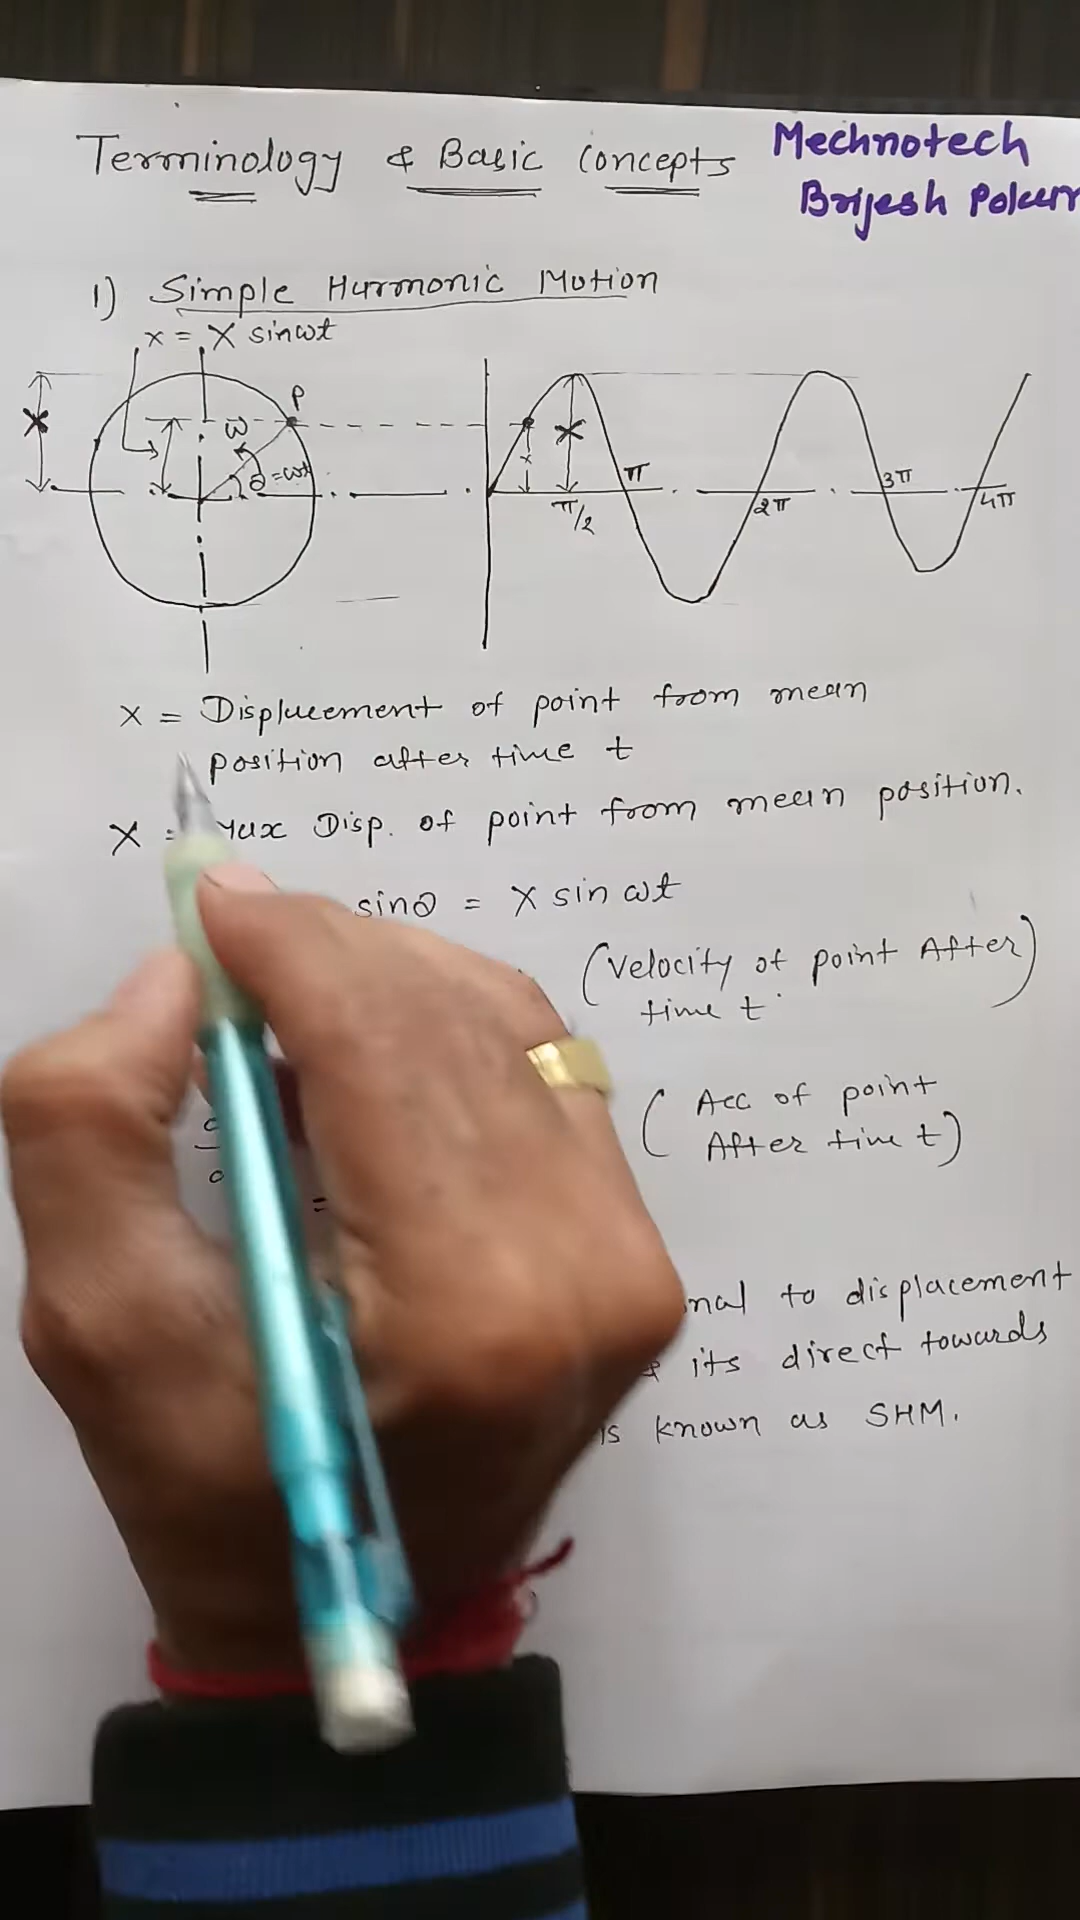 Terminology & Basic Concepts
Mechnotech
Brijesh
1) Simple Harmonic Motion
x = X sinωt
X
P
ω
θ=ωt
x
X
π/2
π
2π
3π
4π
x = Displacement of point from mean
position after time t
X = Max Disp. of point from mean position.
sinθ = X sin ωt
(Velocity of point After)
time t
( Acc of point
After time t)
=
to displacement
its direct towards
is known as SHM.